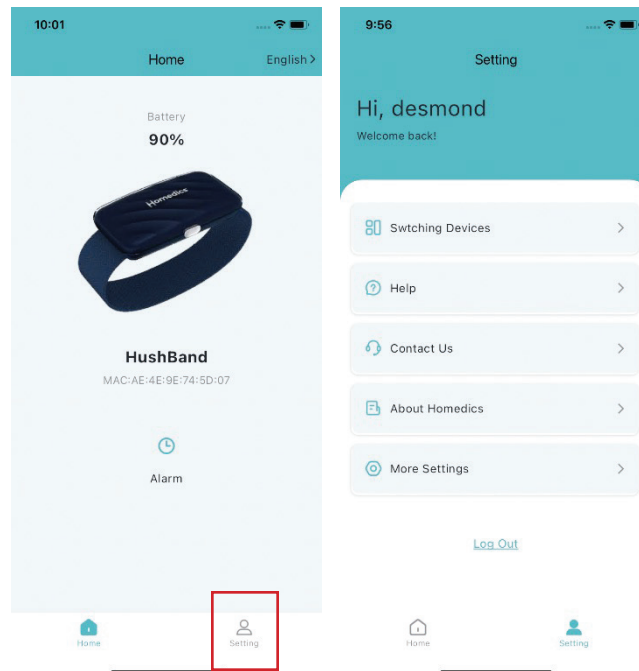 10:01
Home
English >
Battery
90%
Homedics
HushBand
MAC:AE:4E:9E:74:5D:07
Alarm
Home
Setting
9:56
Setting
Hi, desmond
Welcome back!
Swtching Devices
Help
Contact Us
About Homedics
More Settings
Log Out
Home
Setting